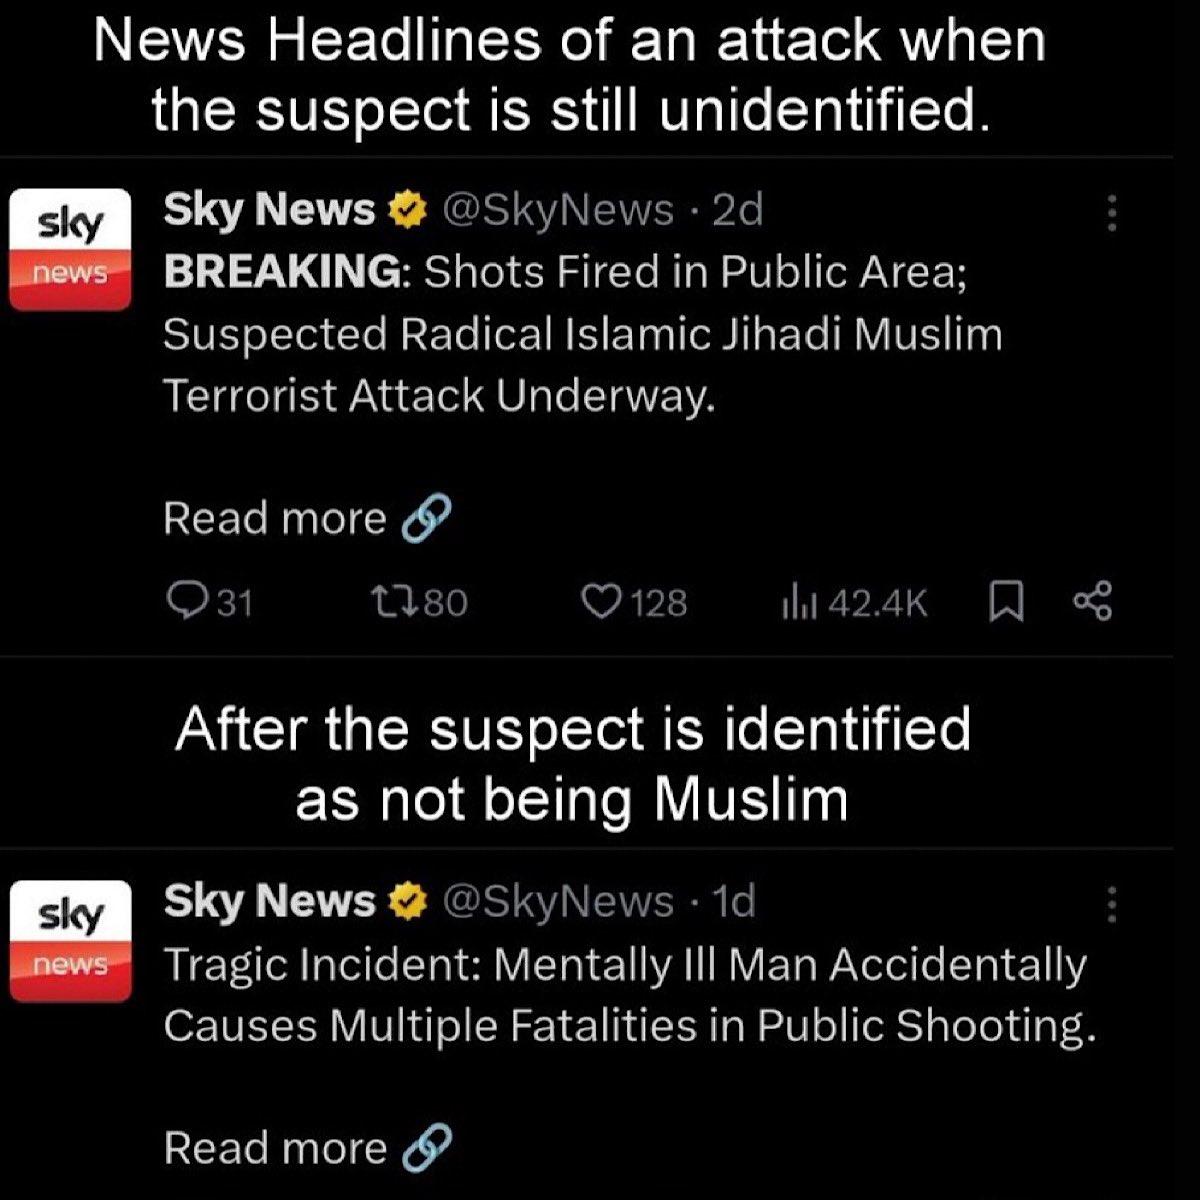 News Headlines of an attack when
the suspect is still unidentified.
sky
news
Sky News @SkyNews · 2d
BREAKING: Shots Fired in Public Area;
Suspected Radical Islamic Jihadi Muslim
Terrorist Attack Underway.
Read more
31 80 128 42.4K
After the suspect is identified
as not being Muslim
sky
news
Sky News @SkyNews · 1d
Tragic Incident: Mentally Ill Man Accidentally
Causes Multiple Fatalities in Public Shooting.
Read more